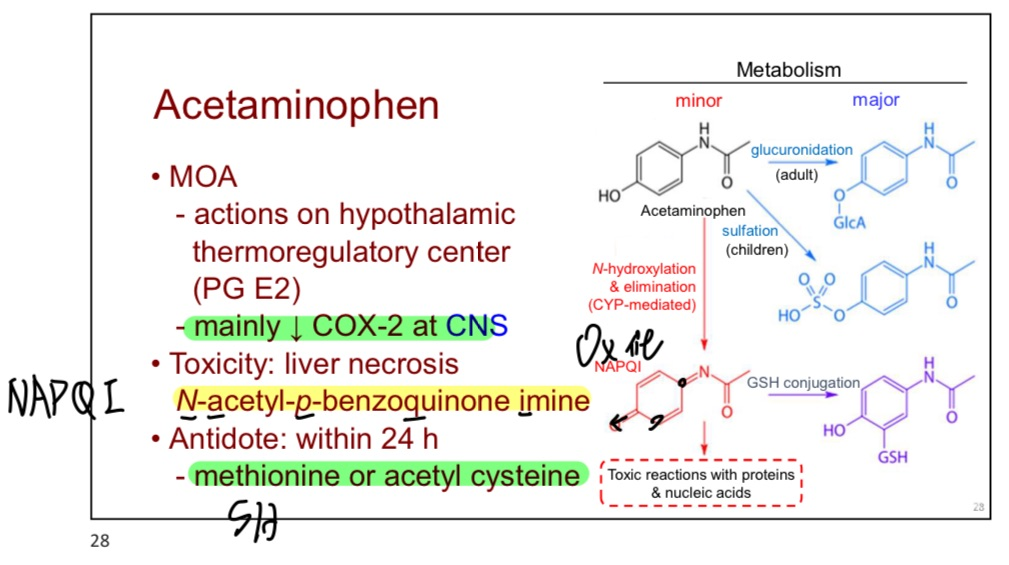 Acetaminophen
• MOA
- actions on hypothalamic
thermoregulatory center
(PG E2)
- mainly ↓ COX-2 at CNS
• Toxicity: liver necrosis
NAPQI
N-acetyl-p-benzoquinone imine
• Antidote: within 24 h
- methionine or acetyl cysteine
SH
Metabolism
minor
major
H
N
O
HO
Acetaminophen
glucuronidation
(adult)
H
N
O
O
GlcA
sulfation
(children)
H
N
O
O O
S
HO
O
N-hydroxylation
& elimination
(CYP-mediated)
NAPQI
N
O
GSH conjugation
H
N
O
HO
GSH
Toxic reactions with proteins
& nucleic acids
28
28